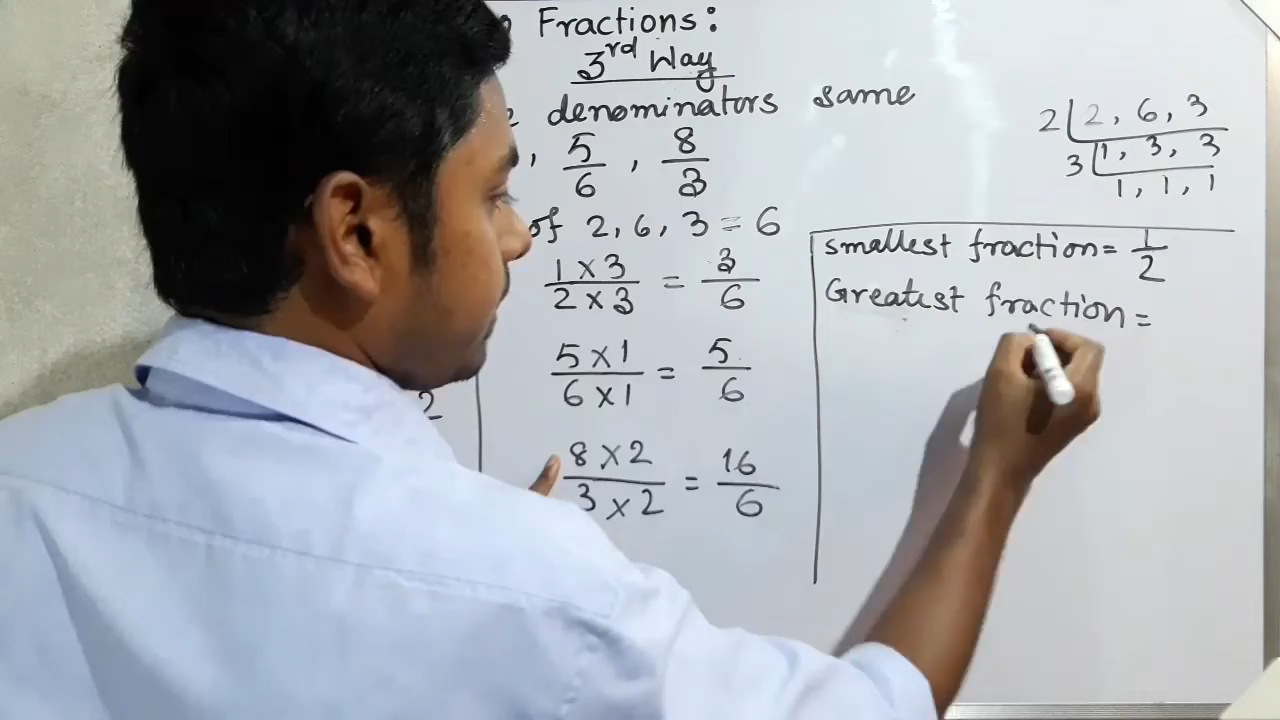 Fractions:
3rd Way
denominators same
, 5/6 , 8/3
of 2, 6, 3 = 6
1 x 3 / 2 x 3 = 3/6
5 x 1 / 6 x 1 = 5/6
8 x 2 / 3 x 2 = 16/6
2
2 | 2, 6, 3
3 | 1, 3, 3
1, 1, 1
smallest fraction = 1/2
Greatest fraction =